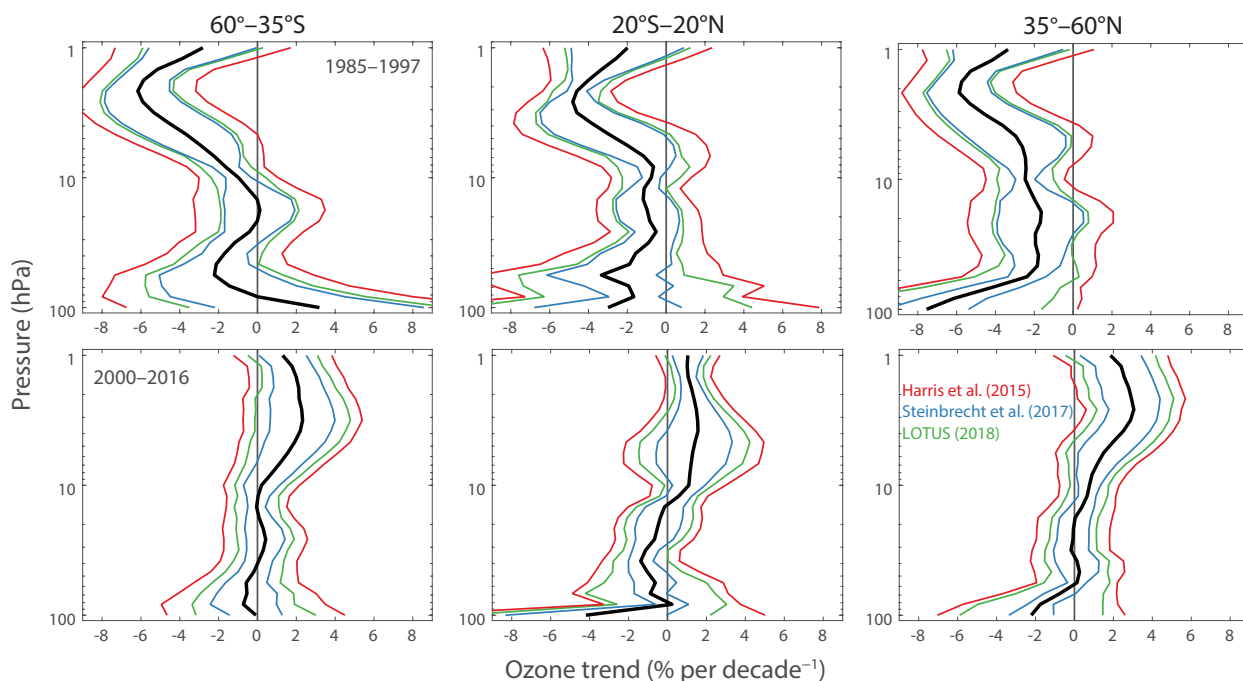 60°–35°S
20°S–20°N
35°–60°N
Pressure (hPa)
1985–1997
1
10
100
-8 -6 -4 -2 0 2 4 6 8
1
10
100
-8 -6 -4 -2 0 2 4 6 8
1
10
100
-8 -6 -4 -2 0 2 4 6 8
2000–2016
1
10
100
-8 -6 -4 -2 0 2 4 6 8
1
10
100
-8 -6 -4 -2 0 2 4 6 8
Harris et al. (2015)
Steinbrecht et al. (2017)
LOTUS (2018)
1
10
100
-8 -6 -4 -2 0 2 4 6 8
Ozone trend (% per decade⁻¹)